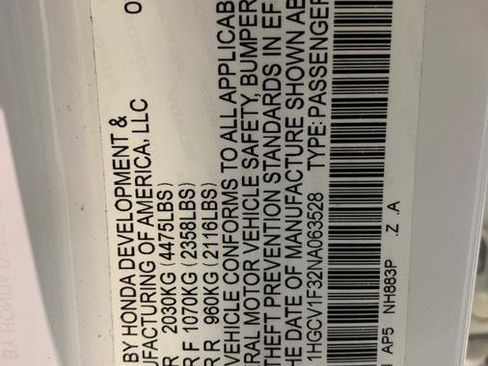 0
BY HONDA DEVELOPMENT &
UFACTURING OF AMERICA, LLC
R 2030KG (4475LBS)
R F 1070KG (2358LBS)
R R 960KG (2116LBS)
VEHICLE CONFORMS TO ALL APPLICAB
ERAL MOTOR VEHICLE SAFETY, BUMPER
THEFT PREVENTION STANDARDS IN EF
THE DATE OF MANUFACTURE SHOWN AB
1HGCV1F32NA063528 TYPE: PASSENGER
AP5 NH883P .Z .A